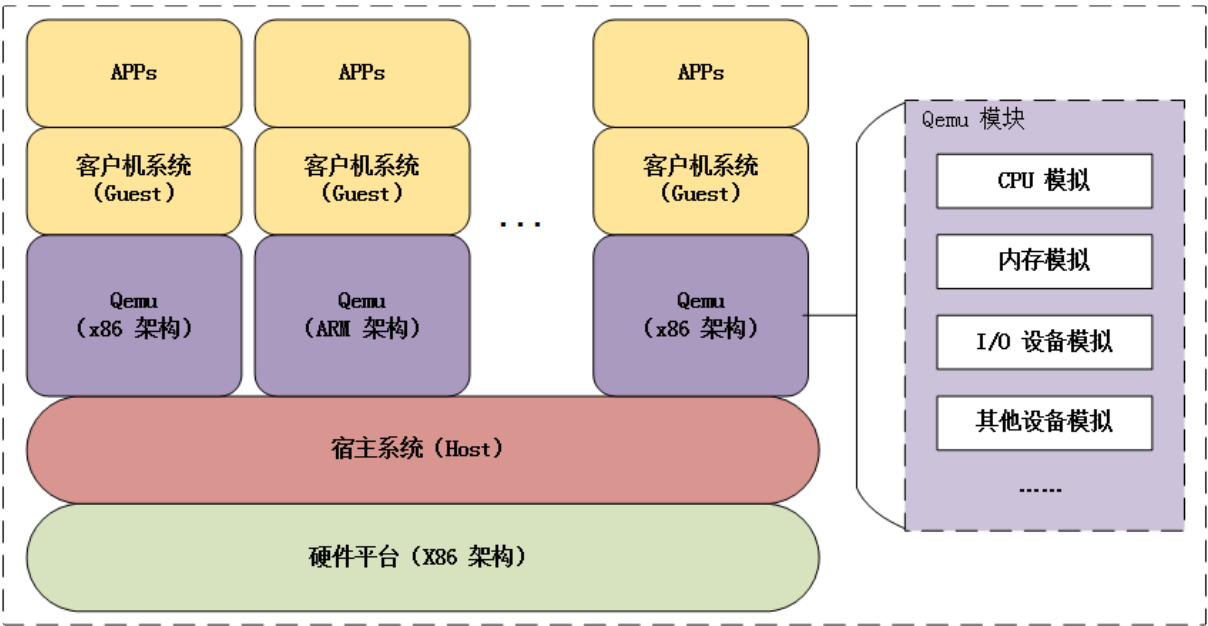 APPs
APPs
APPs
客户机系统
(Guest)
客户机系统
(Guest)
客户机系统
(Guest)
...
Qemu
(x86 架构)
Qemu
(ARM 架构)
Qemu
(x86 架构)
宿主系统 (Host)
硬件平台 (X86 架构)
Qemu 模块
CPU 模拟
内存模拟
I/O 设备模拟
其他设备模拟
......